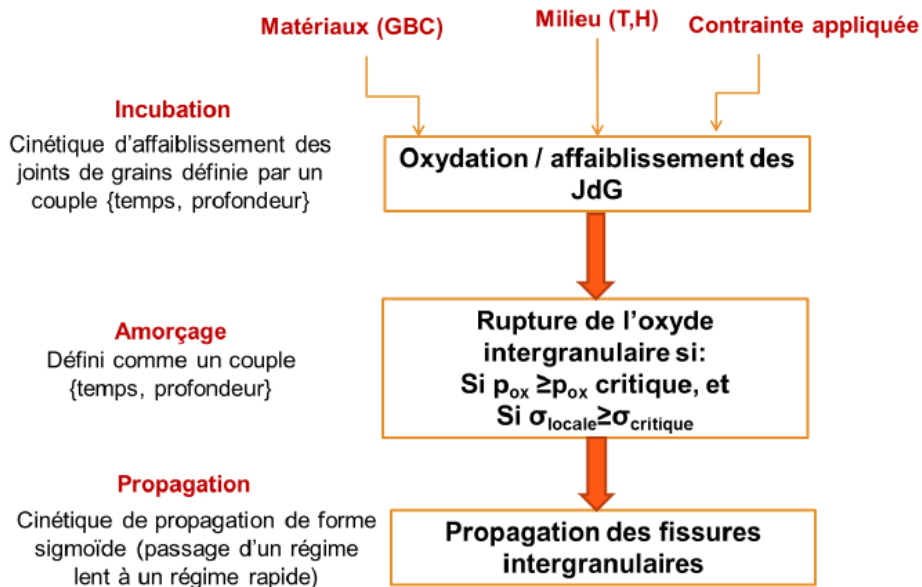 Matériaux (GBC)
Milieu (T,H)
Contrainte appliquée
Incubation
Cinétique d'affaiblissement des
joints de grains définie par un
couple {temps, profondeur}
Oxydation / affaiblissement des
JdG
Amorçage
Défini comme un couple
{temps, profondeur}
Rupture de l'oxyde
intergranulaire si:
Si pox ≥pox critique, et
Si σlocale≥σcritique
Propagation
Cinétique de propagation de forme
sigmoïde (passage d'un régime
lent à un régime rapide)
Propagation des fissures
intergranulaires